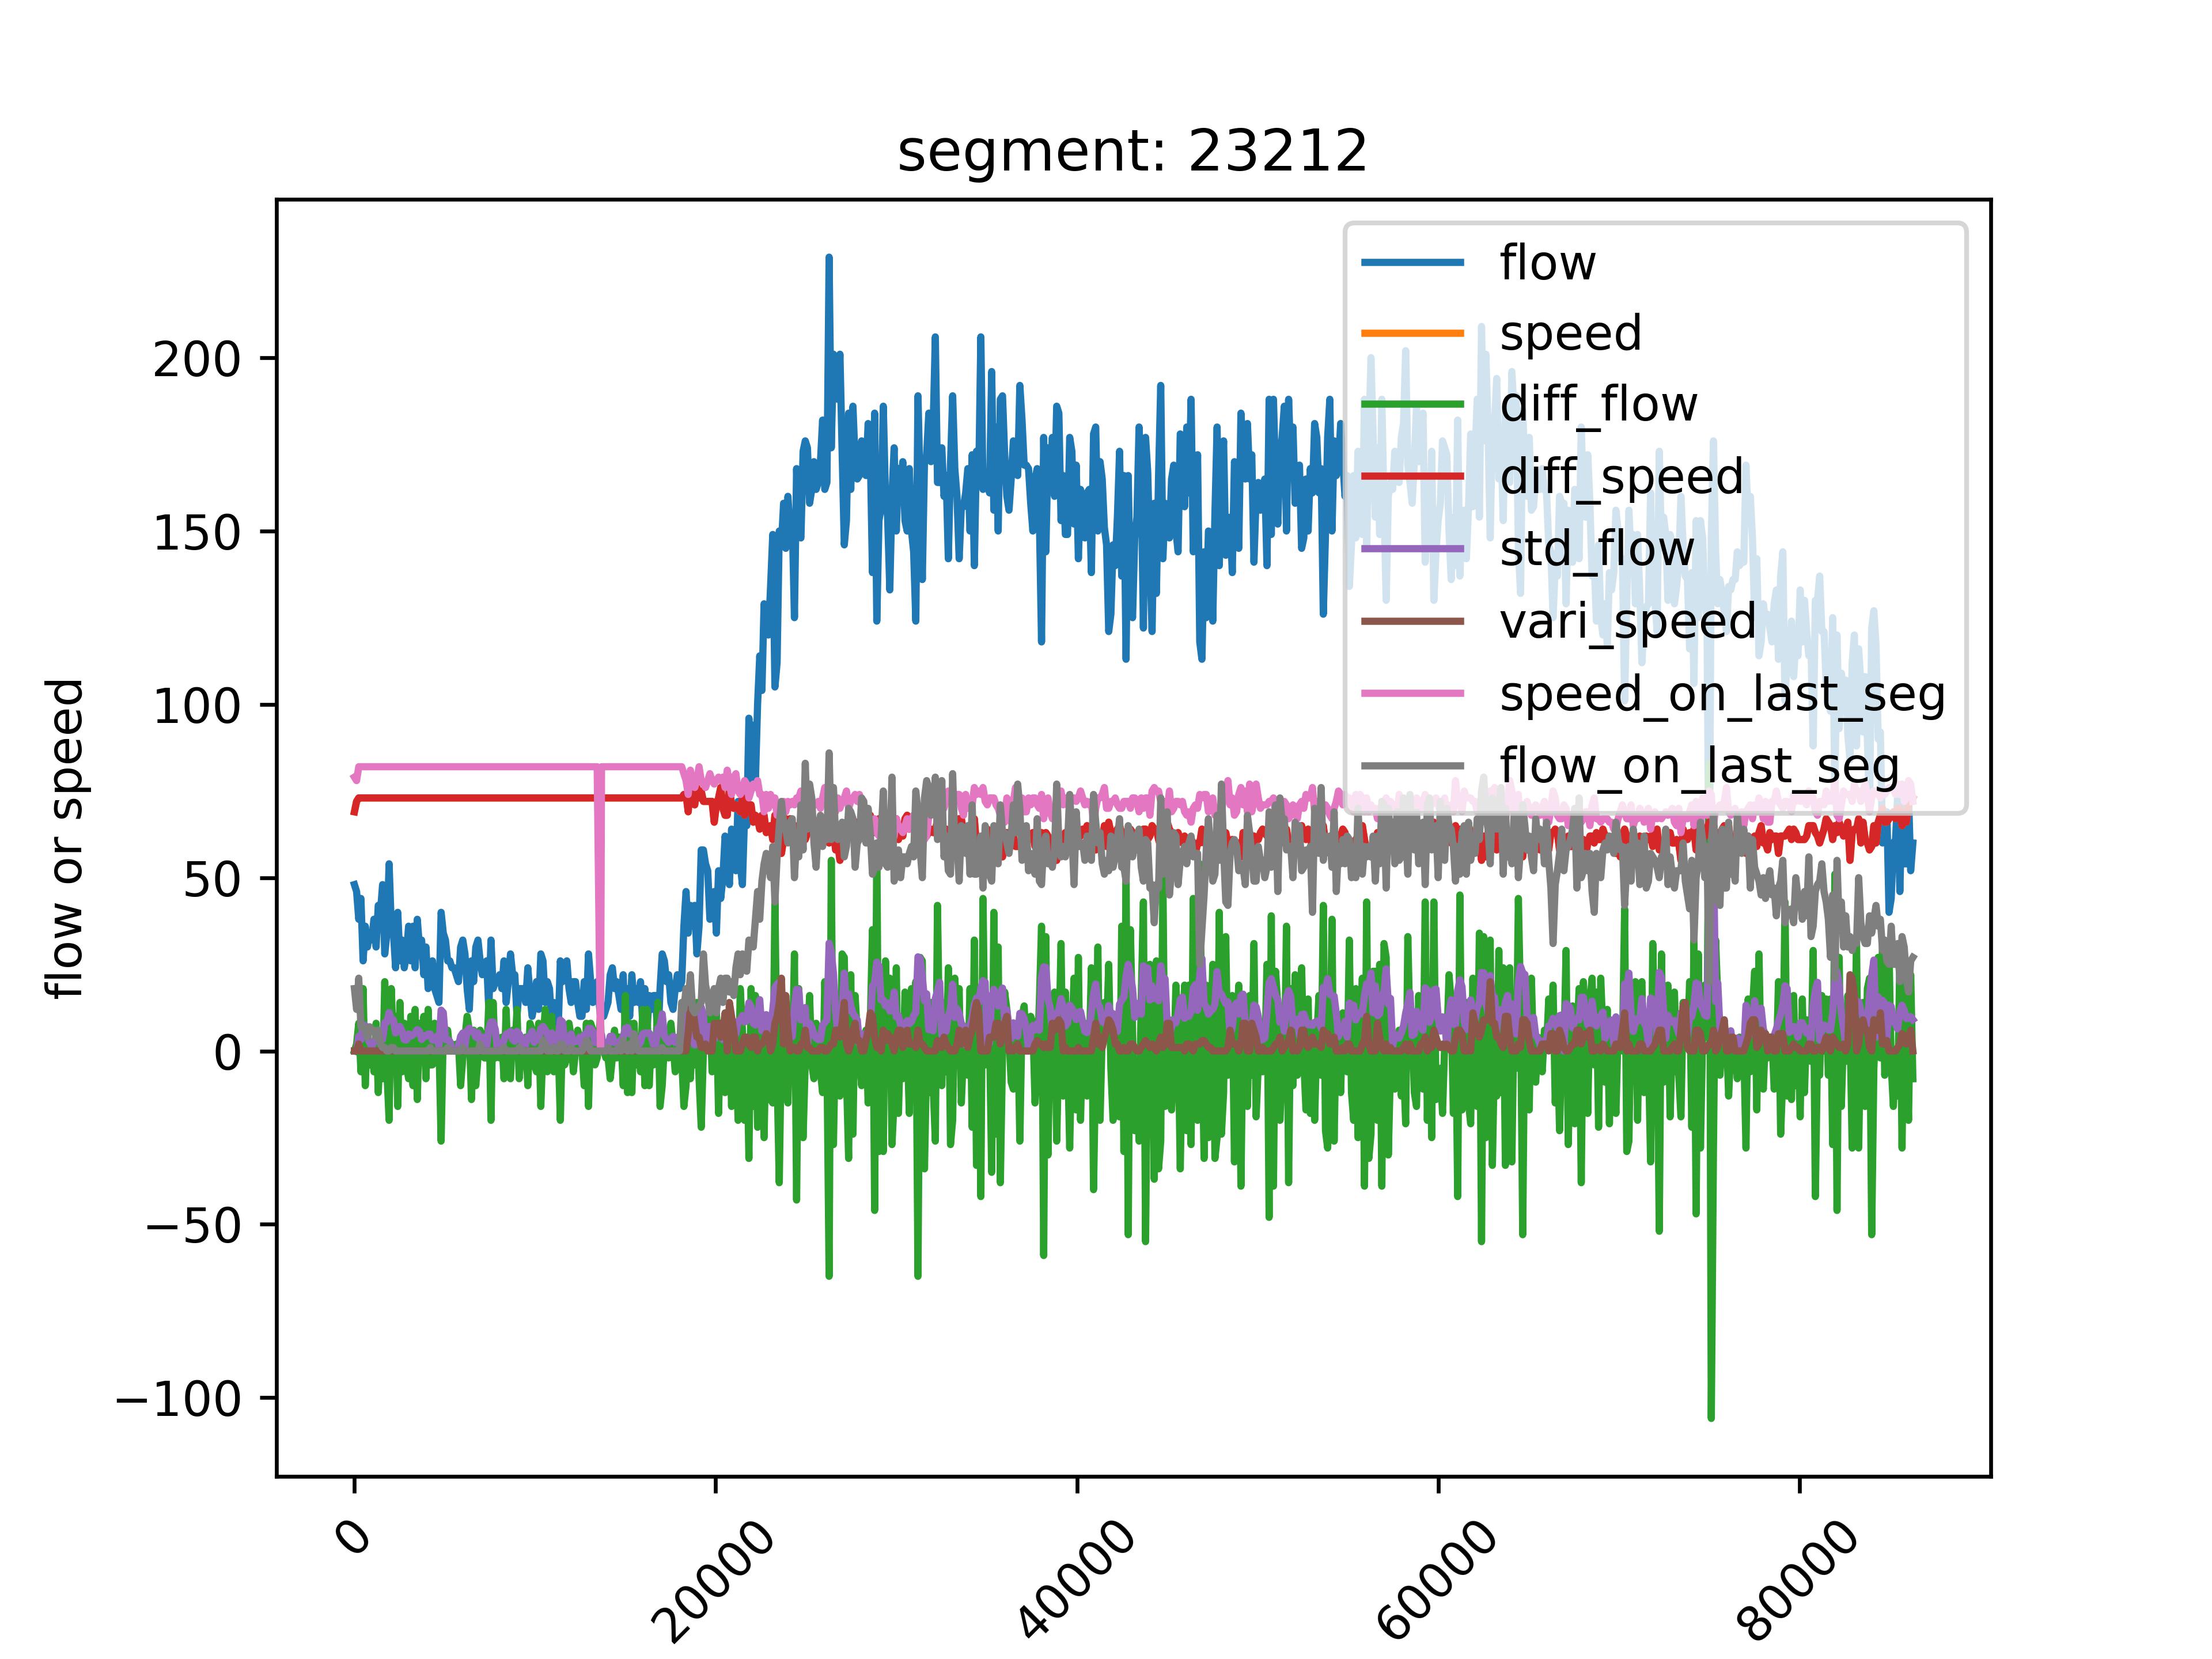 segment: 23212
flow
speed
diff_flow
diff_speed
std_flow
vari_speed
speed_on_last_seg
flow_on_last_seg
flow or speed
200
150
100
50
0
−50
−100
0
20000
40000
60000
80000